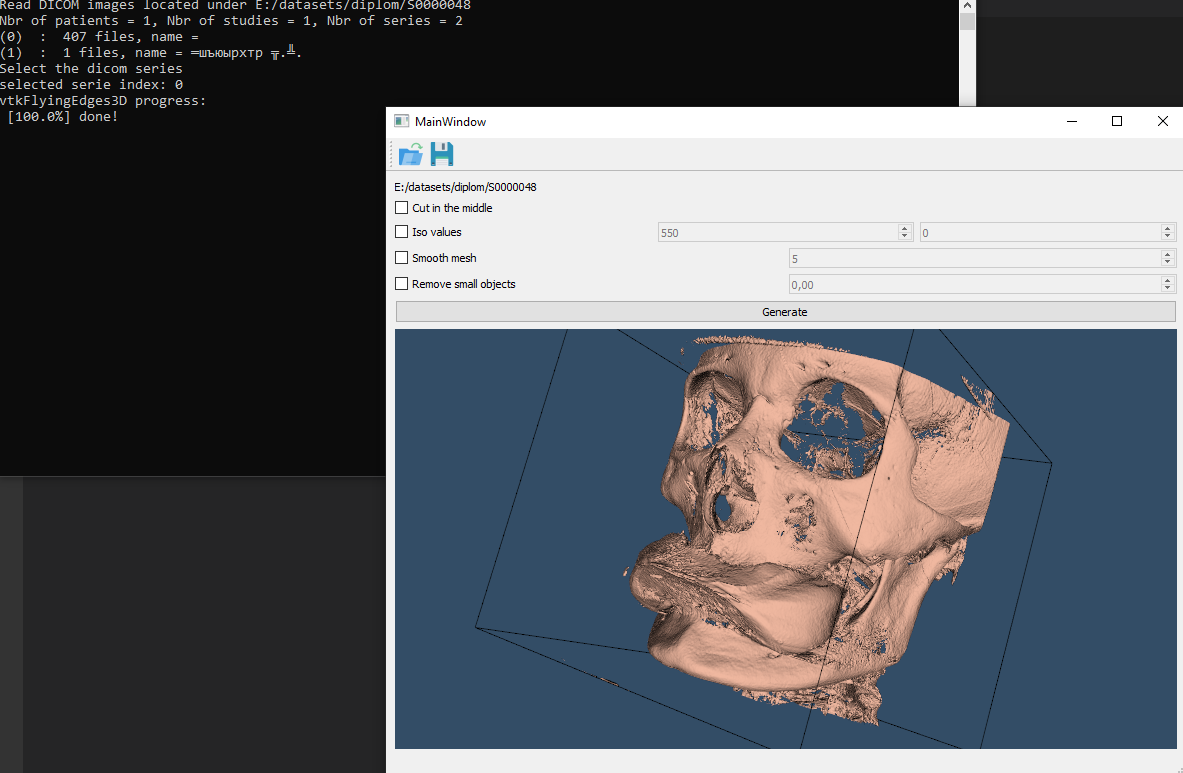 Read DICOM images located under E:/datasets/diplom/S0000048
Nbr of patients = 1, Nbr of studies = 1, Nbr of series = 2
(0)  :  407 files, name =
(1)  :  1 files, name = ═шъюырхтр ╦.╩.
Select the dicom series
selected serie index: 0
vtkFlyingEdges3D progress:
[100.0%] done!
MainWindow
E:/datasets/diplom/S0000048
Cut in the middle
Iso values 550 0
Smooth mesh 5
Remove small objects 0,00
Generate